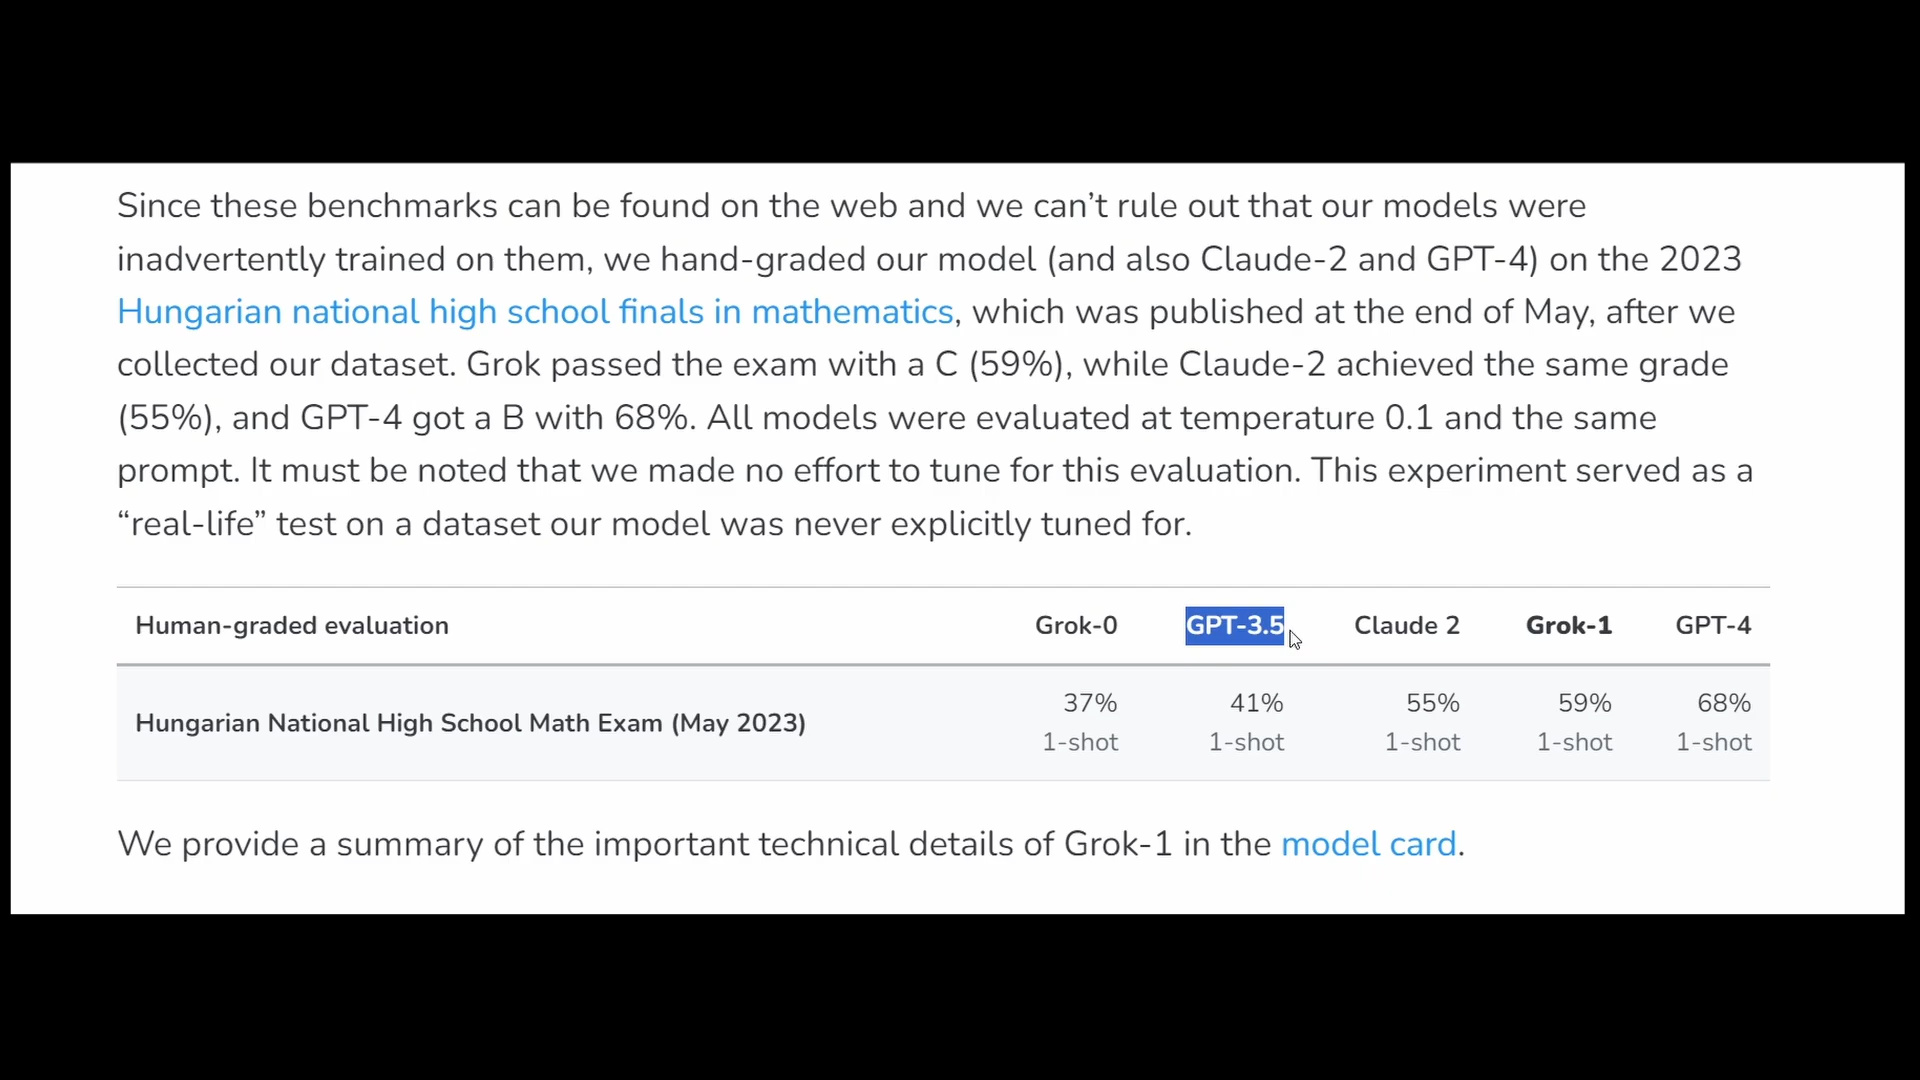 Since these benchmarks can be found on the web and we can’t rule out that our models were
inadvertently trained on them, we hand-graded our model (and also Claude-2 and GPT-4) on the 2023
Hungarian national high school finals in mathematics, which was published at the end of May, after we
collected our dataset. Grok passed the exam with a C (59%), while Claude-2 achieved the same grade
(55%), and GPT-4 got a B with 68%. All models were evaluated at temperature 0.1 and the same
prompt. It must be noted that we made no effort to tune for this evaluation. This experiment served as a
“real-life” test on a dataset our model was never explicitly tuned for.
Human-graded evaluation Grok-0 GPT-3.5 Claude 2 Grok-1 GPT-4
Hungarian National High School Math Exam (May 2023) 37% 41% 55% 59% 68%
1-shot 1-shot 1-shot 1-shot 1-shot
We provide a summary of the important technical details of Grok-1 in the model card.